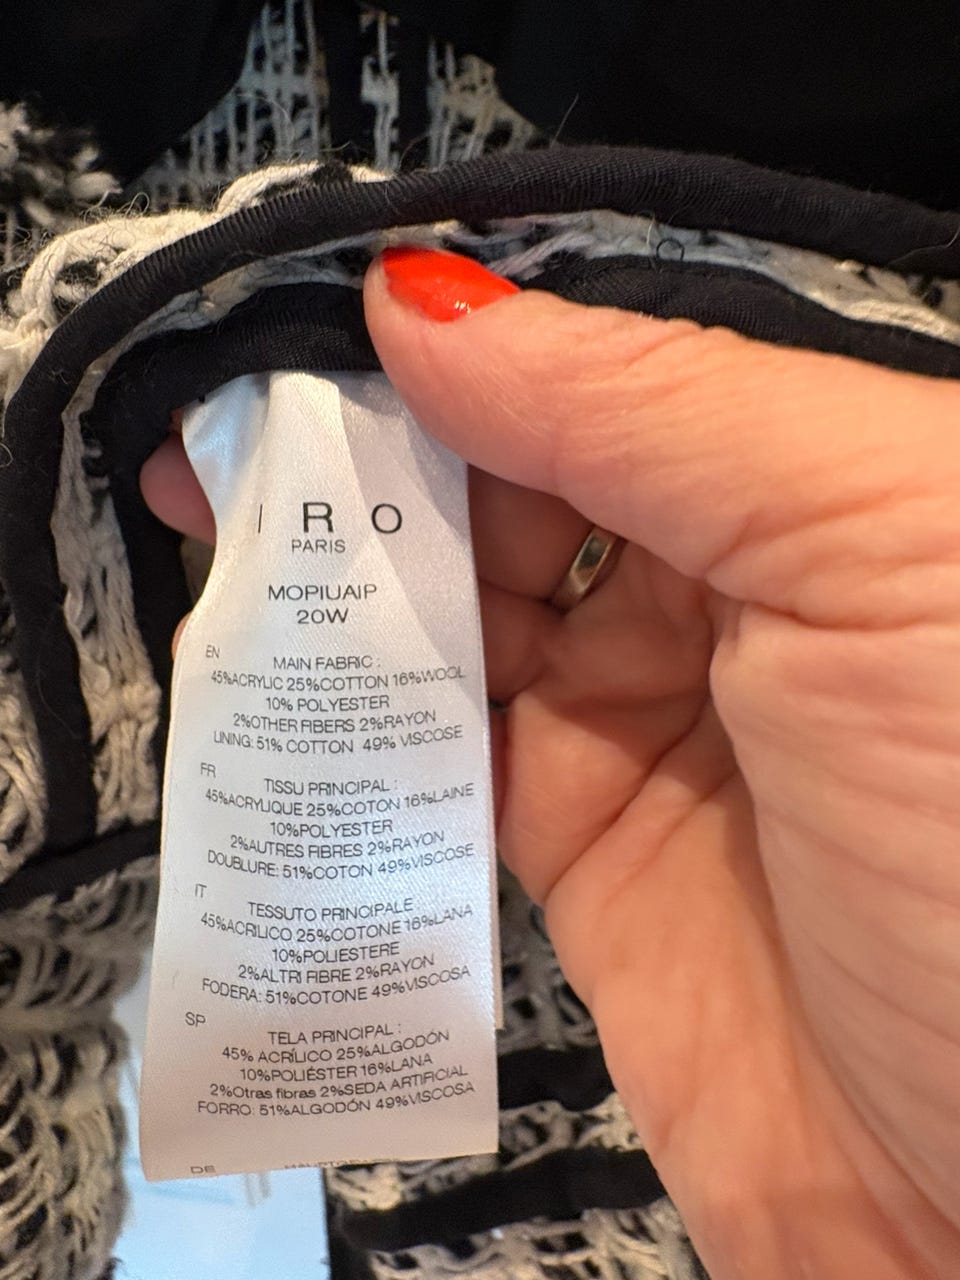 IRO
PARIS
MOPIUAIP
20W
EN
MAIN FABRIC :
45%ACRYLIC 25%COTTON 16%WOOL
10% POLYESTER
2%OTHER FIBERS 2%RAYON
LINING: 51% COTTON 49% VISCOSE
FR
TISSU PRINCIPAL :
45%ACRYLIQUE 25%COTON 16%LAINE
10%POLYESTER
2%AUTRES FIBRES 2%RAYON
DOUBLURE: 51%COTON 49%VISCOSE
IT
TESSUTO PRINCIPALE
45%ACRILICO 25%COTONE 16%LANA
10%POLIESTERE
2%ALTRI FIBRE 2%RAYON
FODERA: 51%COTONE 49%VISCOSA
SP
TELA PRINCIPAL :
45% ACRÍLICO 25%ALGODÓN
10%POLIÉSTER 16%LANA
2%Otras fibras 2%SEDA ARTIFICIAL
FORRO: 51%ALGODÓN 49%VISCOSA
DE